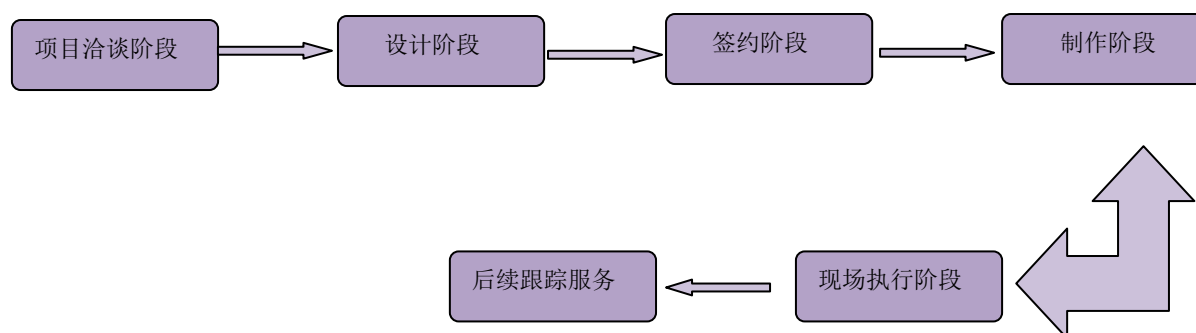 项目洽谈阶段
设计阶段
签约阶段
制作阶段
现场执行阶段
后续跟踪服务